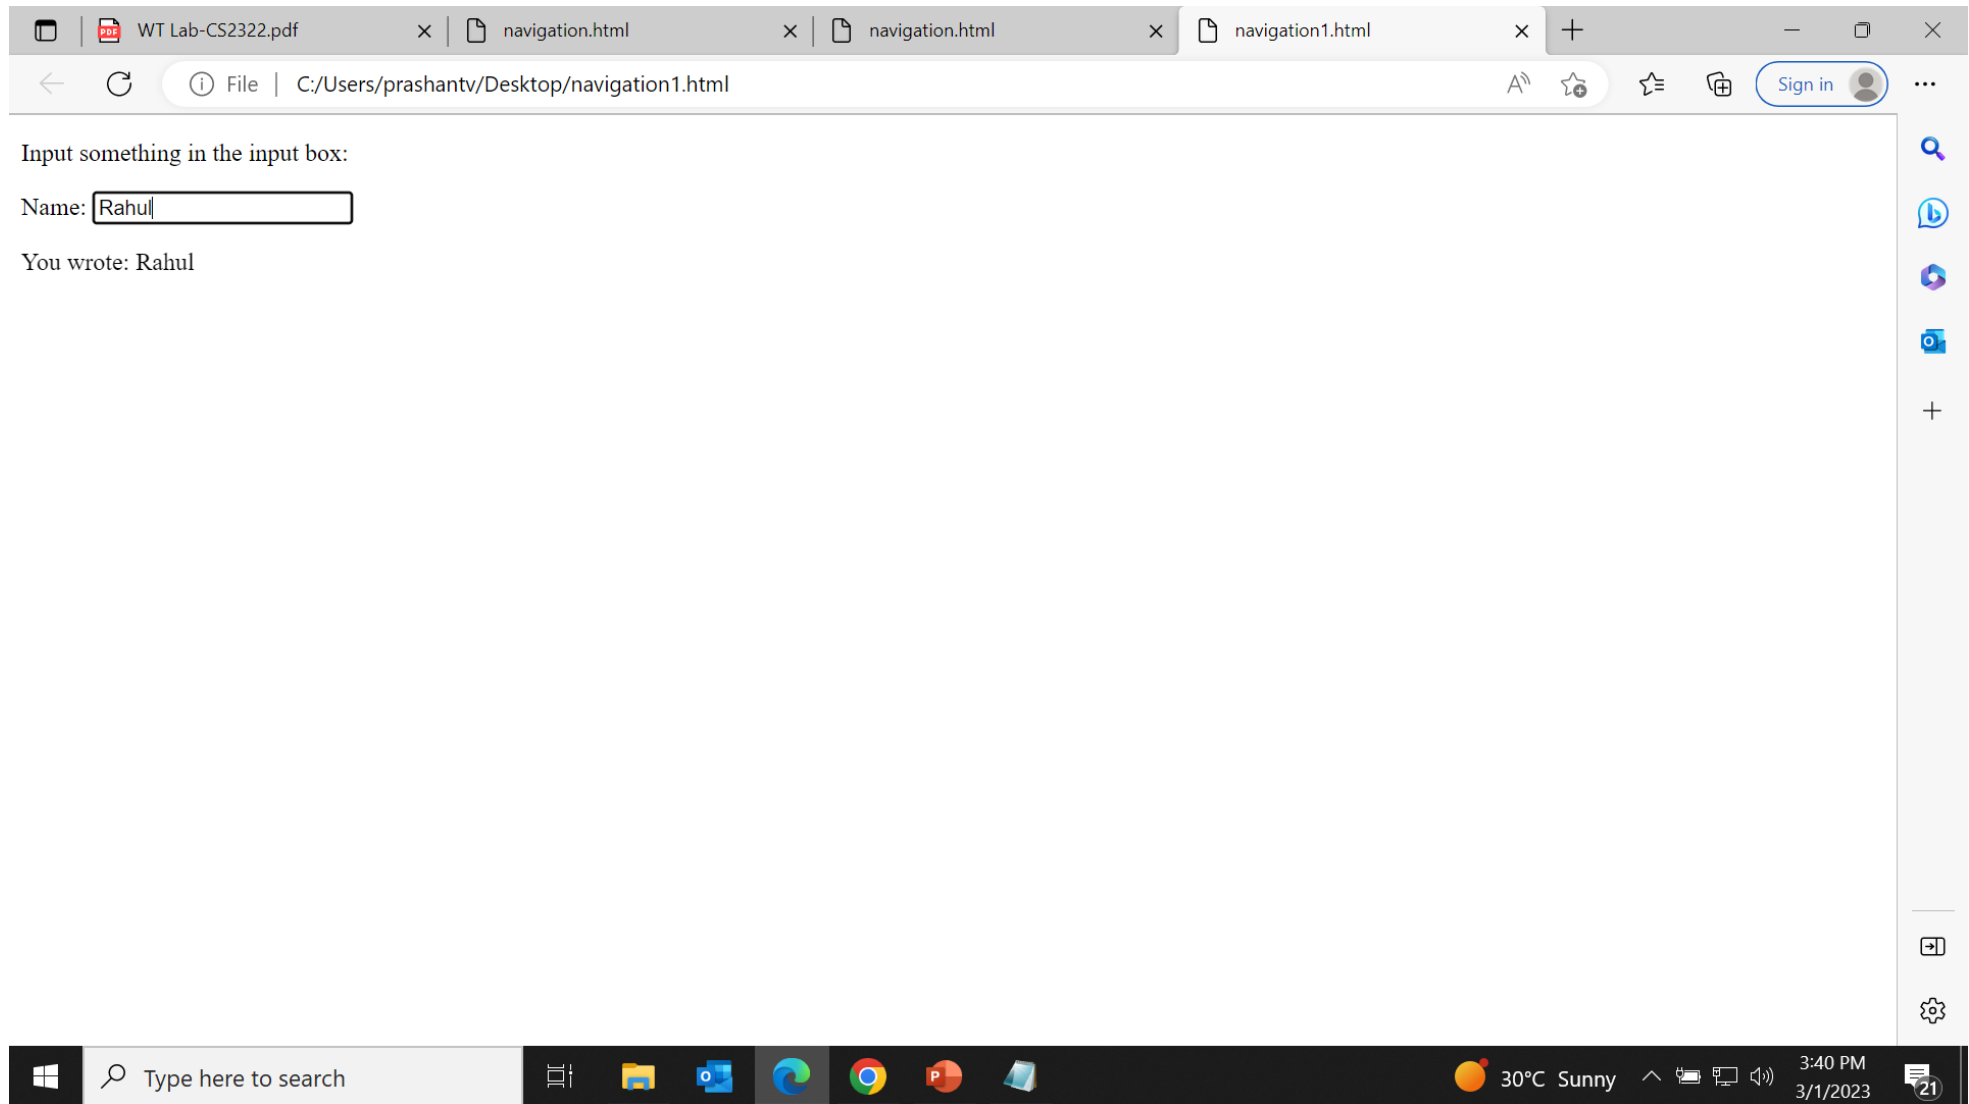 WT Lab-CS2322.pdf
navigation.html
navigation.html
navigation1.html
File
C:/Users/prashantv/Desktop/navigation1.html
Sign in
Input something in the input box:
Name: Rahul
You wrote: Rahul
Type here to search
30°C Sunny
3:40 PM
3/1/2023
21